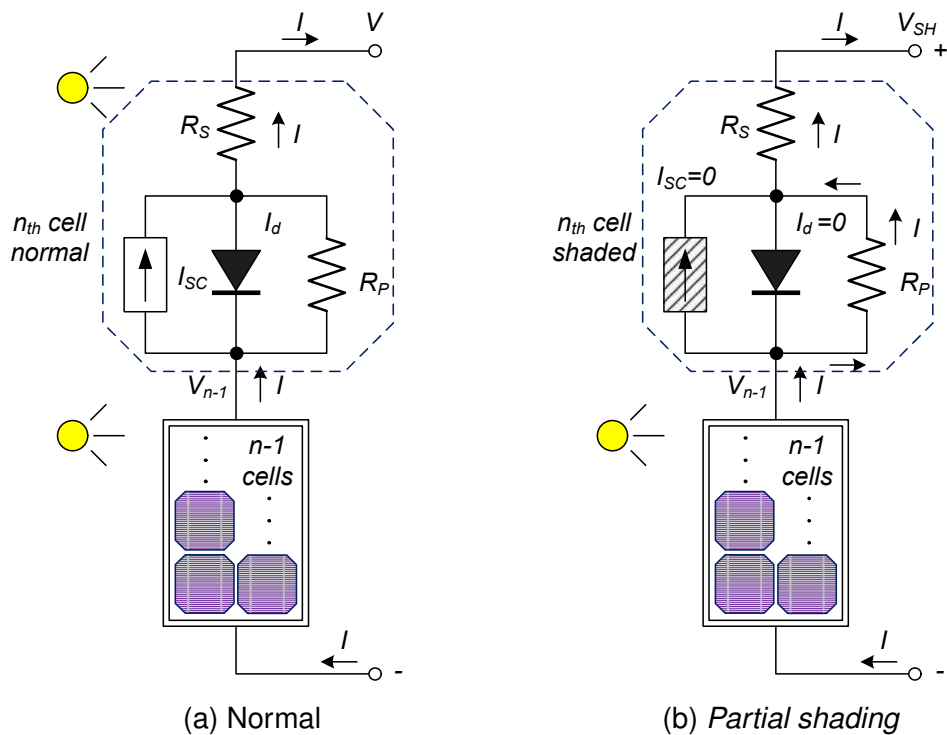 I
V
R_S
I
n_th cell
normal
I_SC
I_d
R_P
V_n-1
I
n-1
cells
I
-
(a) Normal
I
V_SH
+
R_S
I
I_SC=0
n_th cell
shaded
I_d=0
I
R_P
V_n-1
I
n-1
cells
I
-
(b) Partial shading